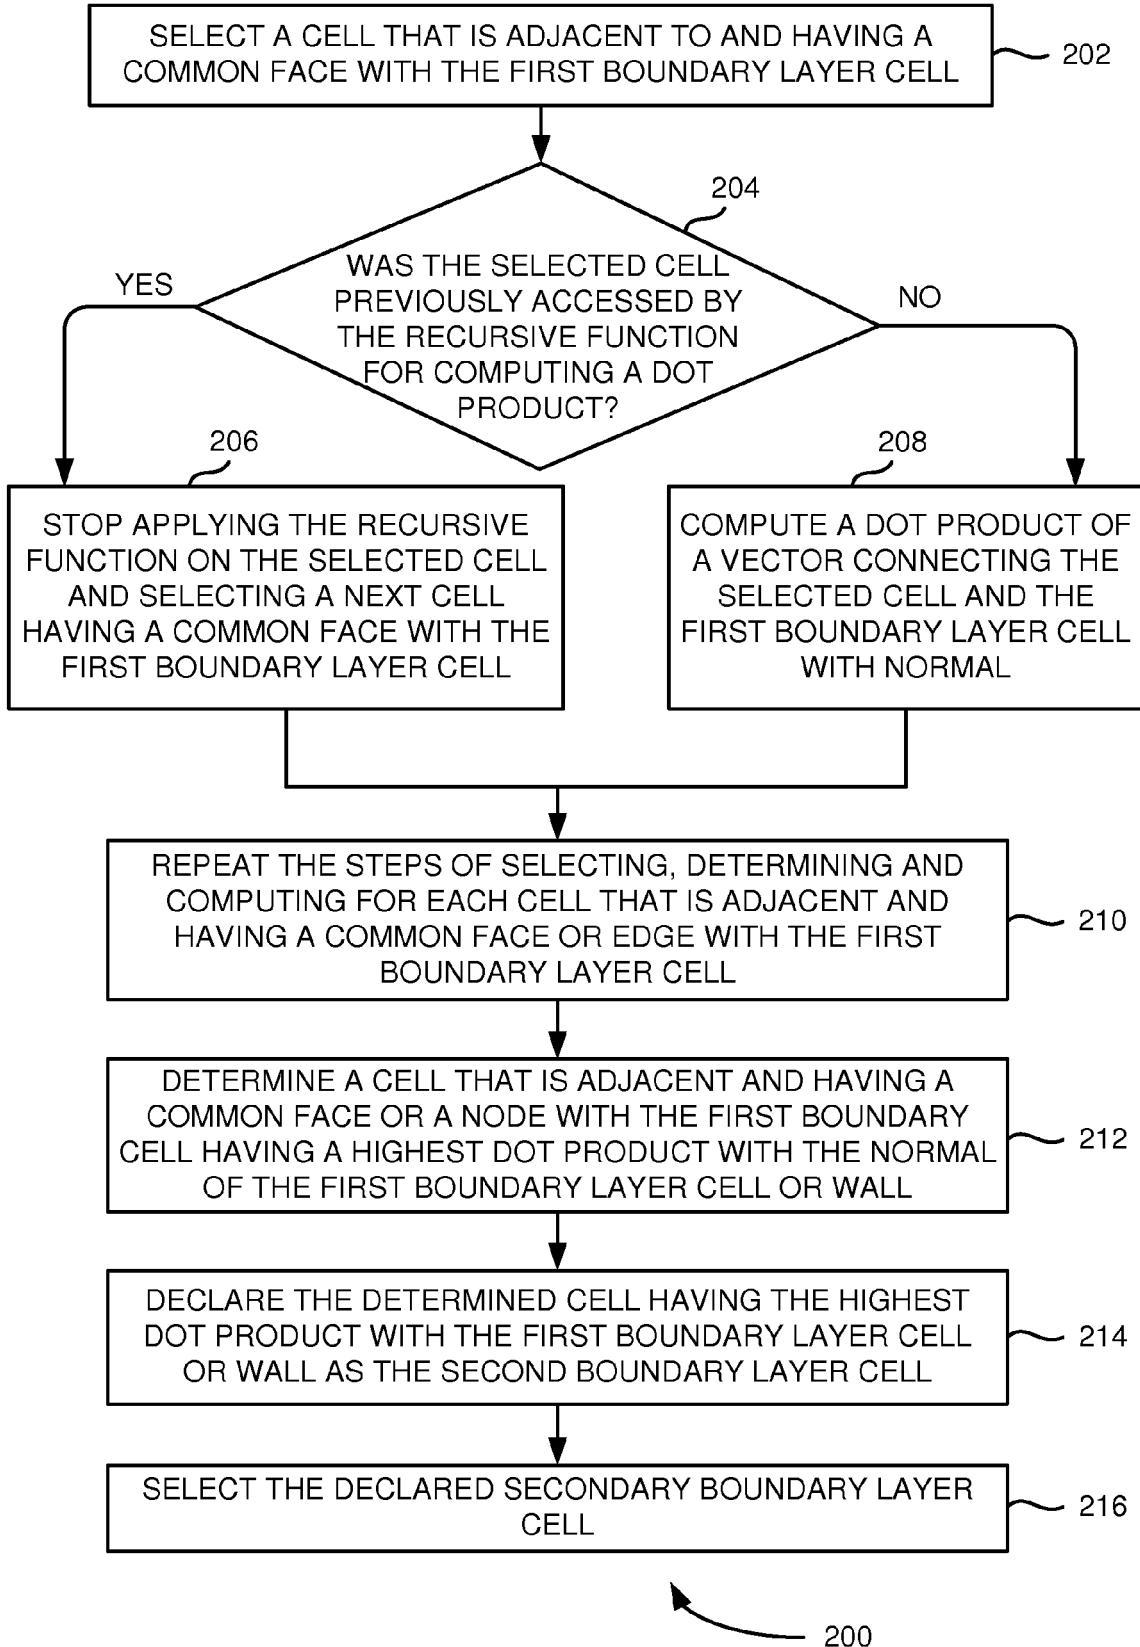 SELECT A CELL THAT IS ADJACENT TO AND HAVING A
COMMON FACE WITH THE FIRST BOUNDARY LAYER CELL
202
204
WAS THE SELECTED CELL
PREVIOUSLY ACCESSED BY
THE RECURSIVE FUNCTION
FOR COMPUTING A DOT
PRODUCT?
YES
NO
206
STOP APPLYING THE RECURSIVE
FUNCTION ON THE SELECTED CELL
AND SELECTING A NEXT CELL
HAVING A COMMON FACE WITH THE
FIRST BOUNDARY LAYER CELL
208
COMPUTE A DOT PRODUCT OF
A VECTOR CONNECTING THE
SELECTED CELL AND THE
FIRST BOUNDARY LAYER CELL
WITH NORMAL
REPEAT THE STEPS OF SELECTING, DETERMINING AND
COMPUTING FOR EACH CELL THAT IS ADJACENT AND
HAVING A COMMON FACE OR EDGE WITH THE FIRST
BOUNDARY LAYER CELL
210
DETERMINE A CELL THAT IS ADJACENT AND HAVING A
COMMON FACE OR A NODE WITH THE FIRST BOUNDARY
CELL HAVING A HIGHEST DOT PRODUCT WITH THE NORMAL
OF THE FIRST BOUNDARY LAYER CELL OR WALL
212
DECLARE THE DETERMINED CELL HAVING THE HIGHEST
DOT PRODUCT WITH THE FIRST BOUNDARY LAYER CELL
OR WALL AS THE SECOND BOUNDARY LAYER CELL
214
SELECT THE DECLARED SECONDARY BOUNDARY LAYER
CELL
216
200